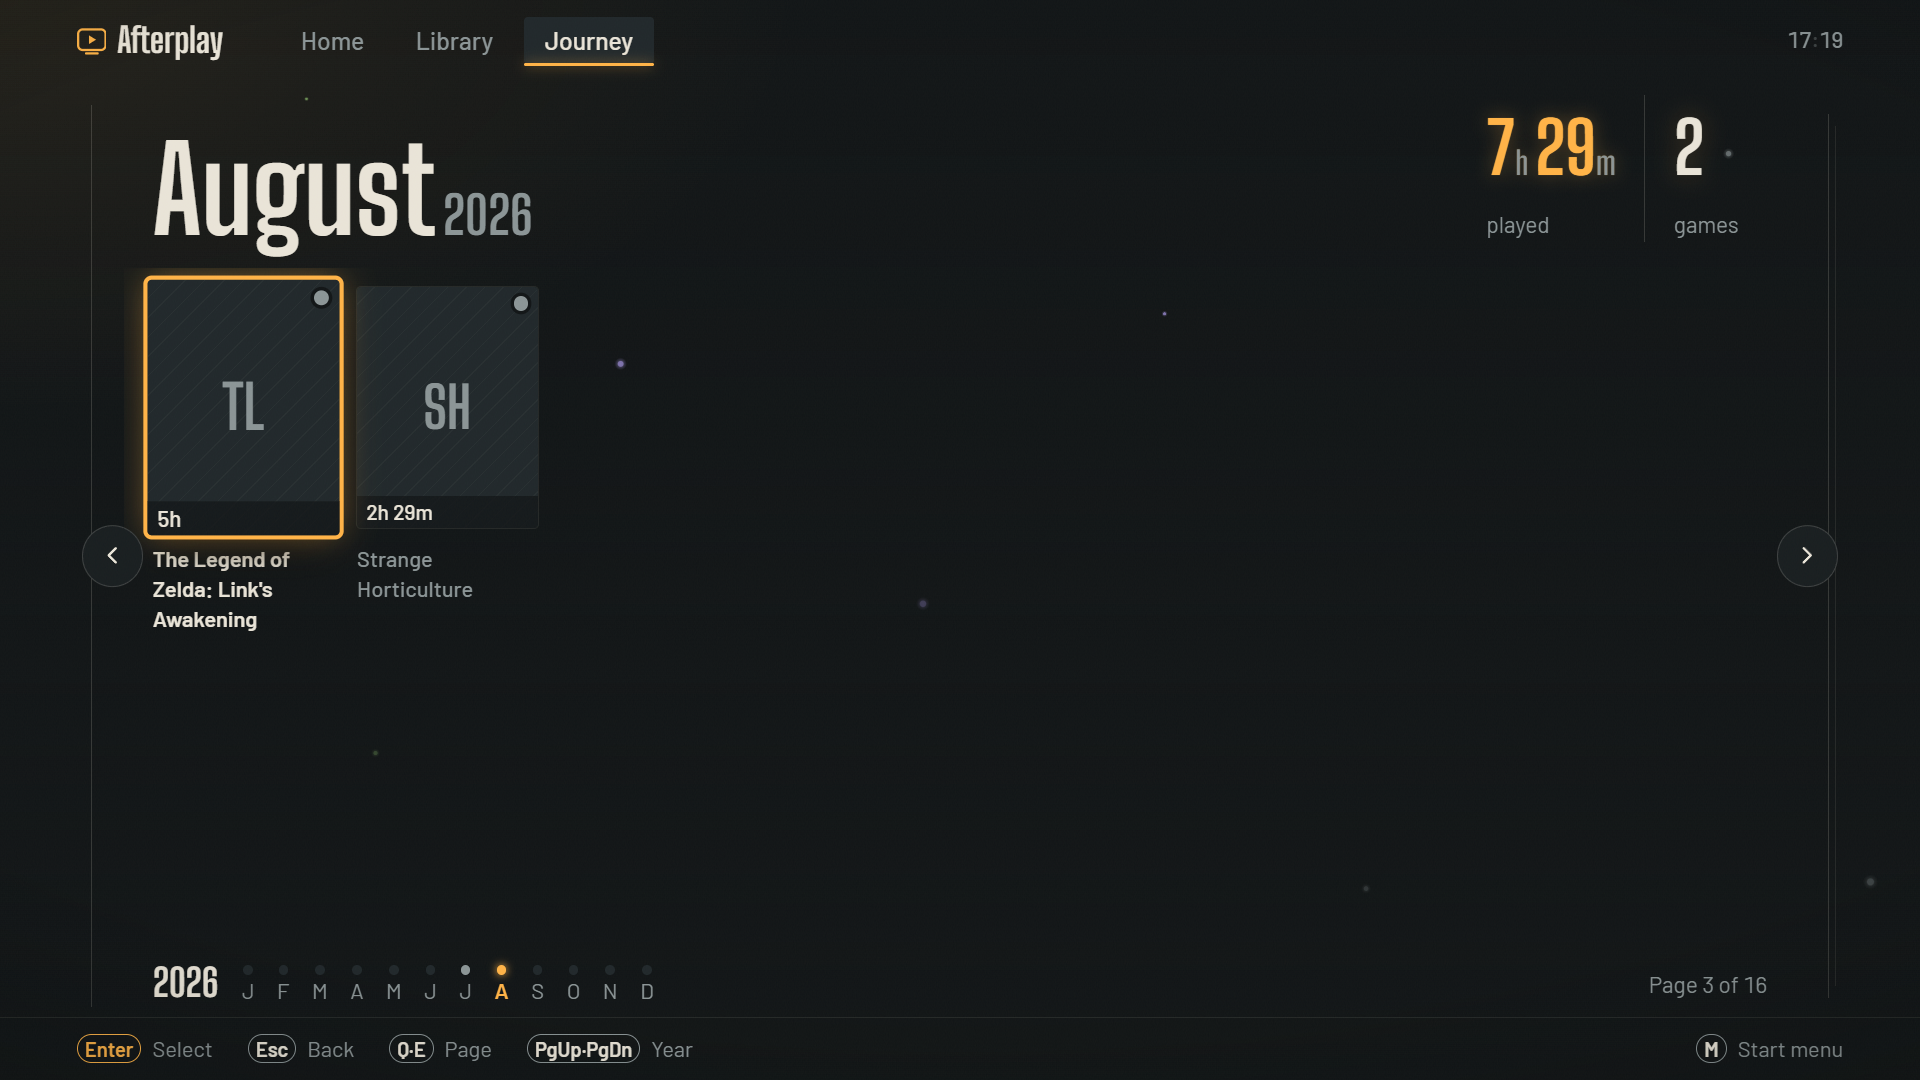 Afterplay
Home
Library
Journey
17:19
August 2026
7h 29m
played
2
games
TL
5h
The Legend of
Zelda: Link's
Awakening
SH
2h 29m
Strange
Horticulture
2026
J F M A M J J A S O N D
Page 3 of 16
Enter Select
Esc Back
Q·E Page
PgUp·PgDn Year
M Start menu